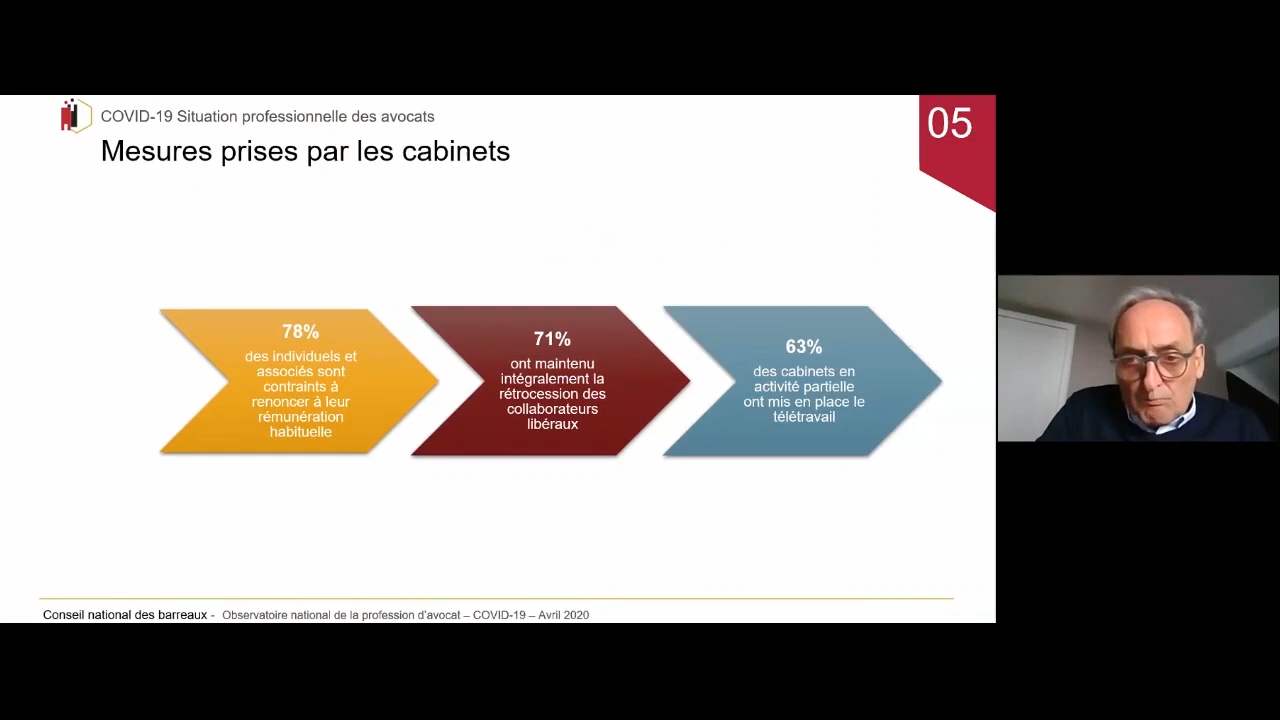 COVID-19 Situation professionnelle des avocats
Mesures prises par les cabinets
05
78%
des individuels et
associés sont
contraints à
renoncer à leur
rémunération
habituelle
71%
ont maintenu
intégralement la
rétrocession des
collaborateurs
libéraux
63%
des cabinets en
activité partielle
ont mis en place le
télétravail
Conseil national des barreaux - Observatoire national de la profession d'avocat – COVID-19 – Avril 2020